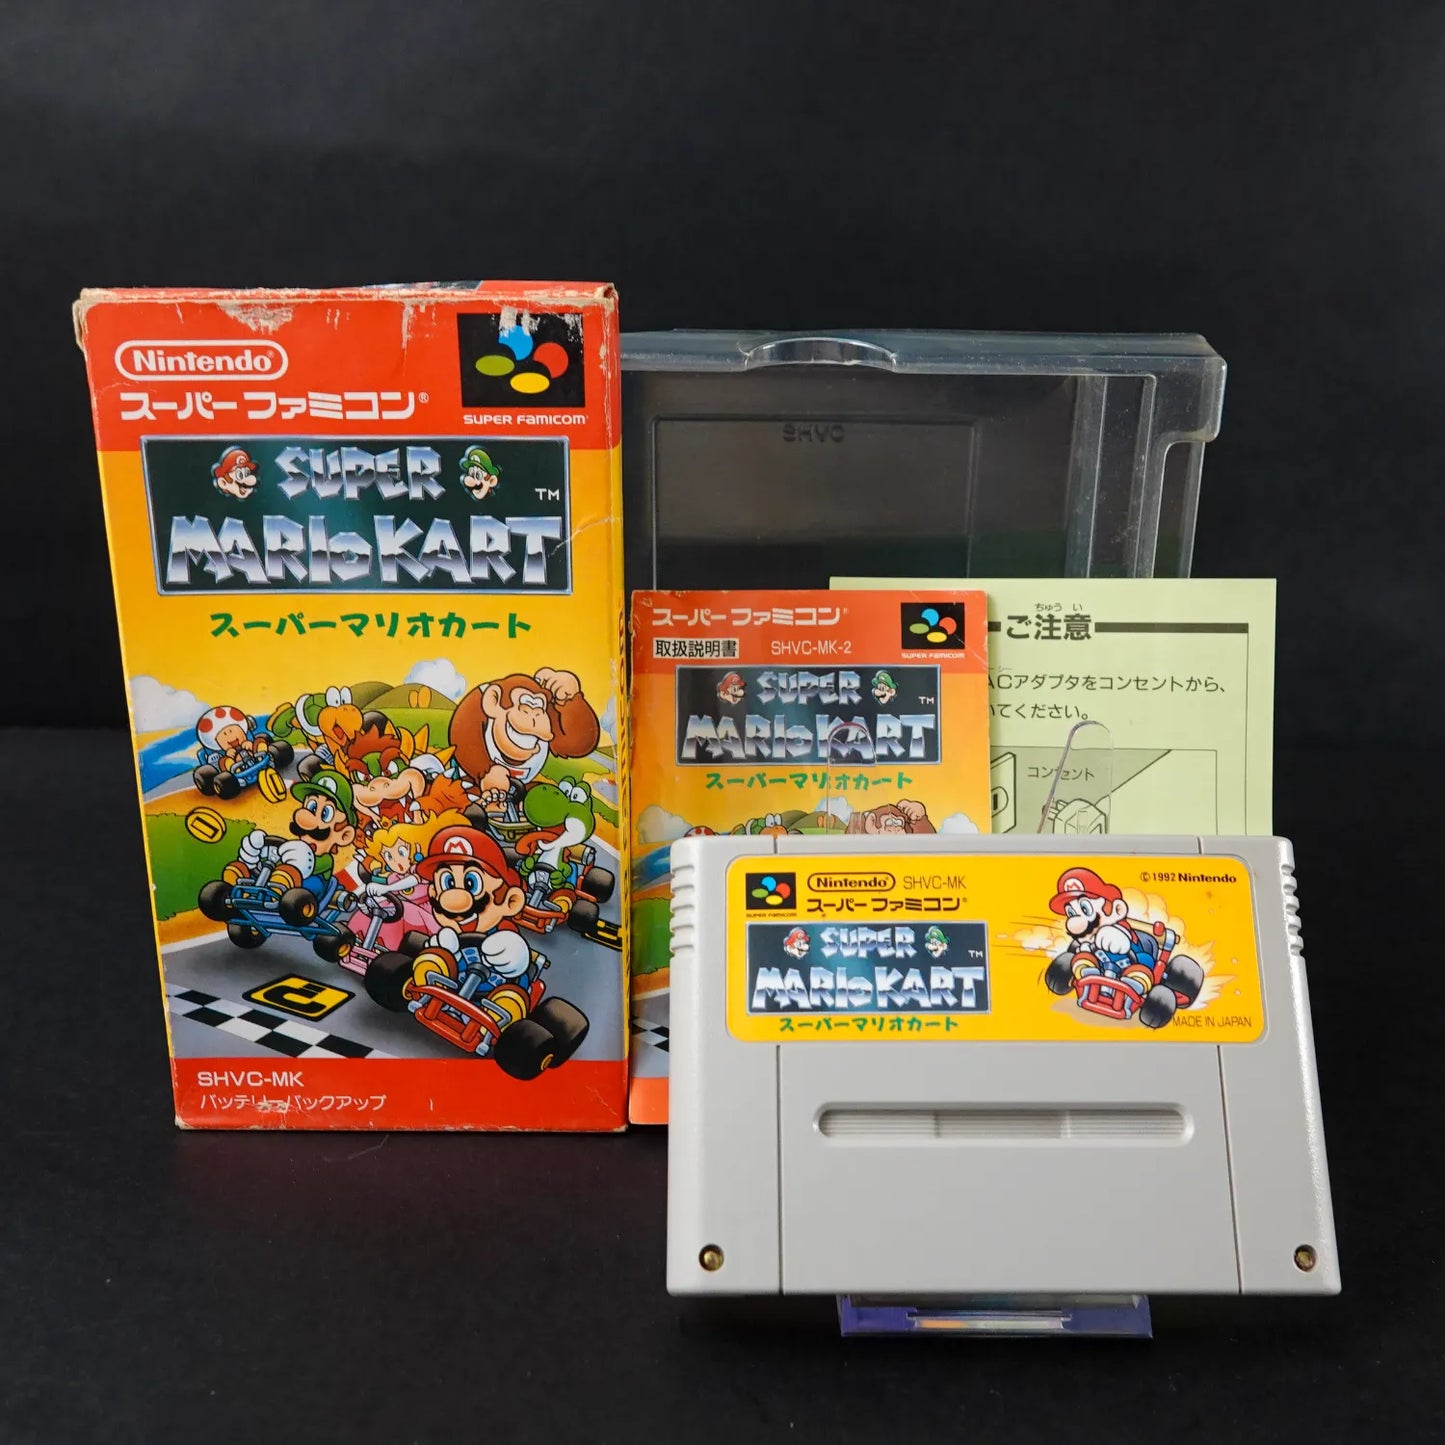 Nintendo®
スーパーファミコン®
SUPER FAMICOM®
SUPER
MARIO KART
TM
スーパーマリオカート
SHVC-MK
バッテリーバックアップ
SHVC
スーパーファミコン®
取扱説明書 SHVC-MK-2
SUPER FAMICOM
SUPER
MARIO KART
TM
スーパーマリオカート
ちゅう い
ご注意
ACアダプタをコンセントから、
いてください。
コンセント
Nintendo® SHVC-MK
スーパーファミコン®
SUPER FAMICOM
SUPER
MARIO KART
TM
スーパーマリオカート
©1992 Nintendo
MADE IN JAPAN